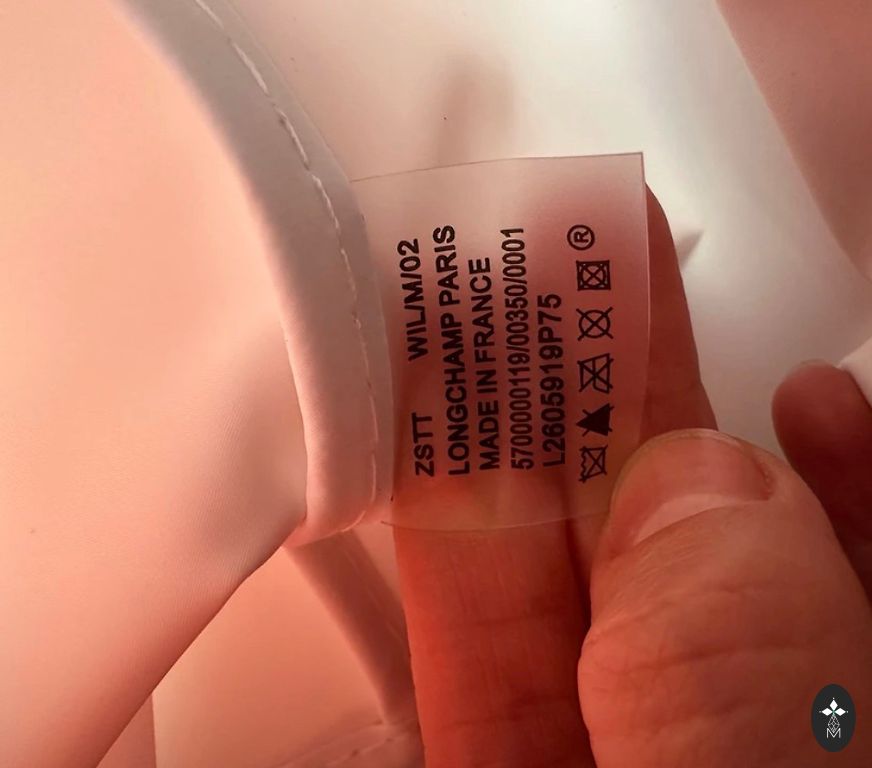 ZSTT WIL/M/02
LONGCHAMP PARIS
MADE IN FRANCE
5700000119/00350/0001
L2605919P75
®
M